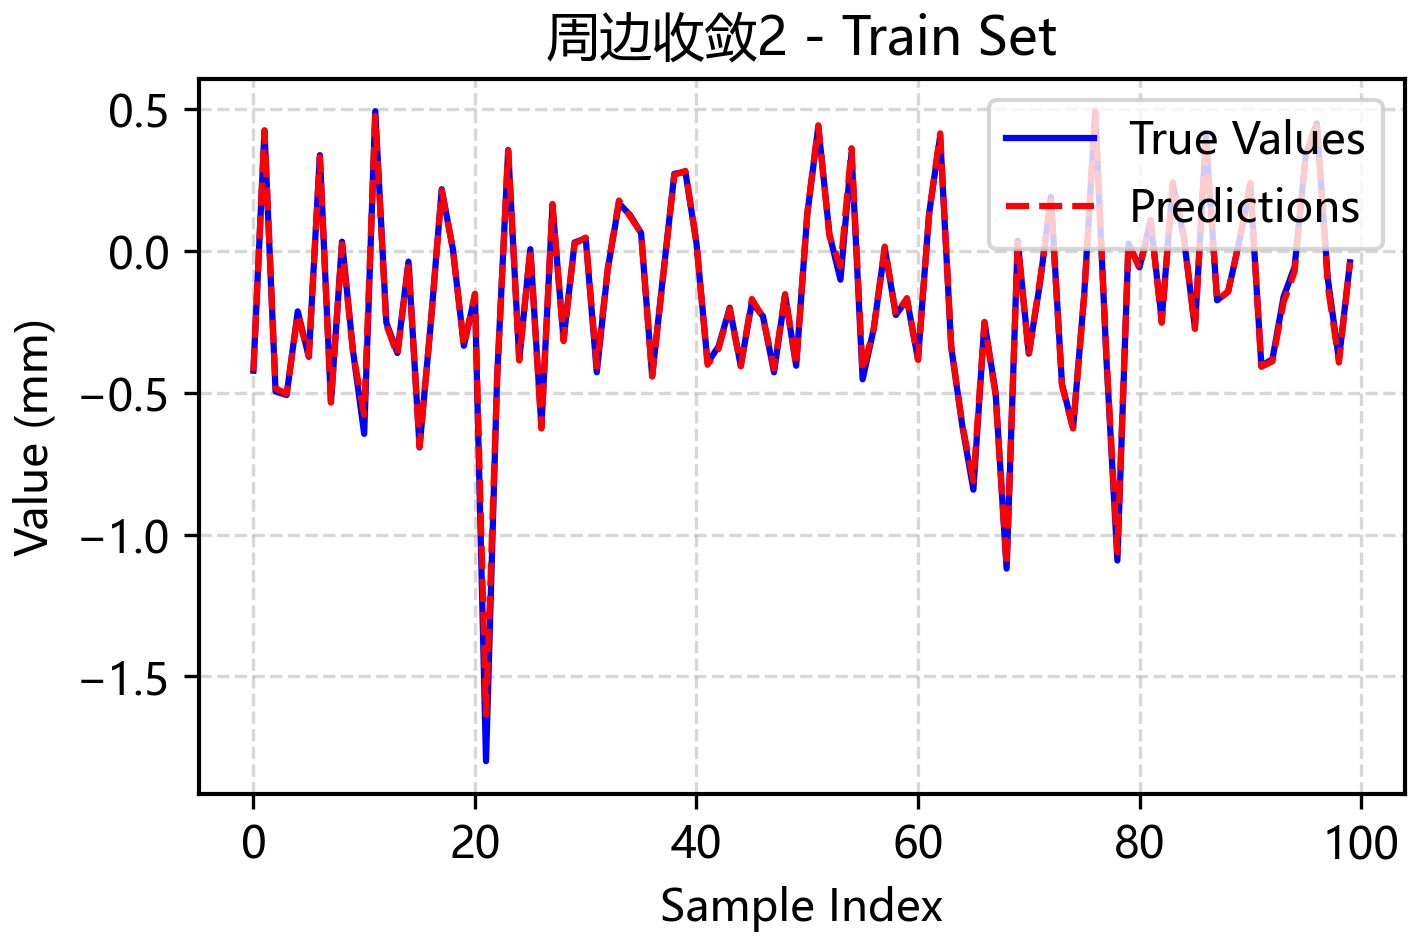 周边收敛2 - Train Set
True Values
Predictions
Value (mm)
0.5
0.0
−0.5
−1.0
−1.5
0 20 40 60 80 100
Sample Index